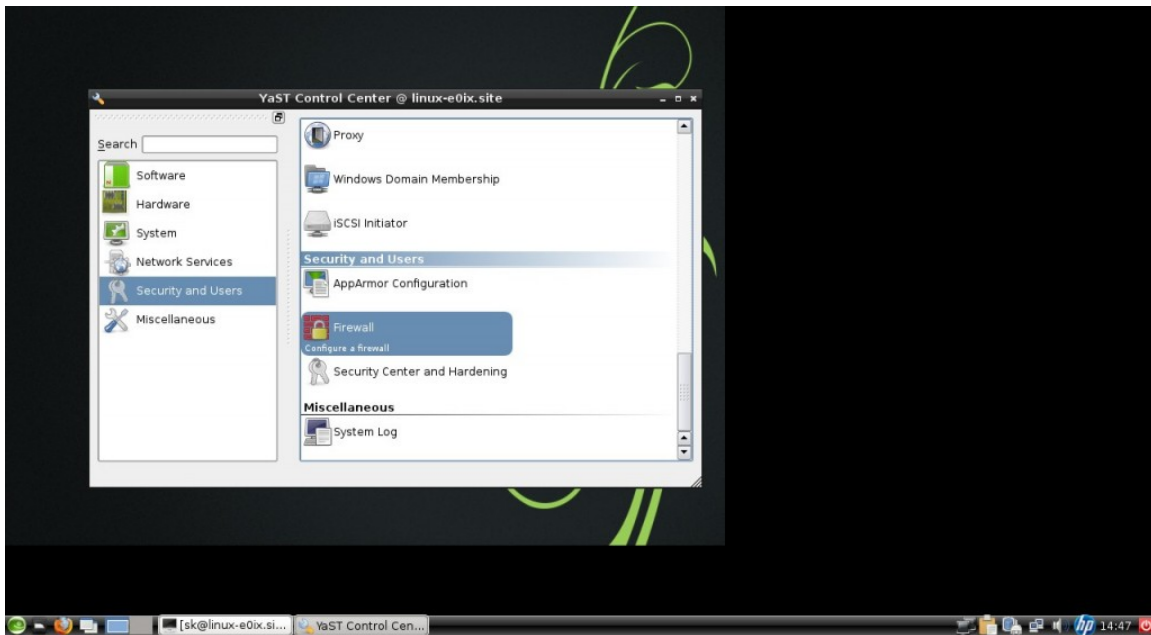 YaST Control Center @ linux-e0ix.site
Search
Software
Hardware
System
Network Services
Security and Users
Miscellaneous
Proxy
Windows Domain Membership
iSCSI Initiator
Security and Users
AppArmor Configuration
Firewall
Configure a firewall
Security Center and Hardening
Miscellaneous
System Log
[sk@linux-e0ix.si... YaST Control Cen... hp 14:47